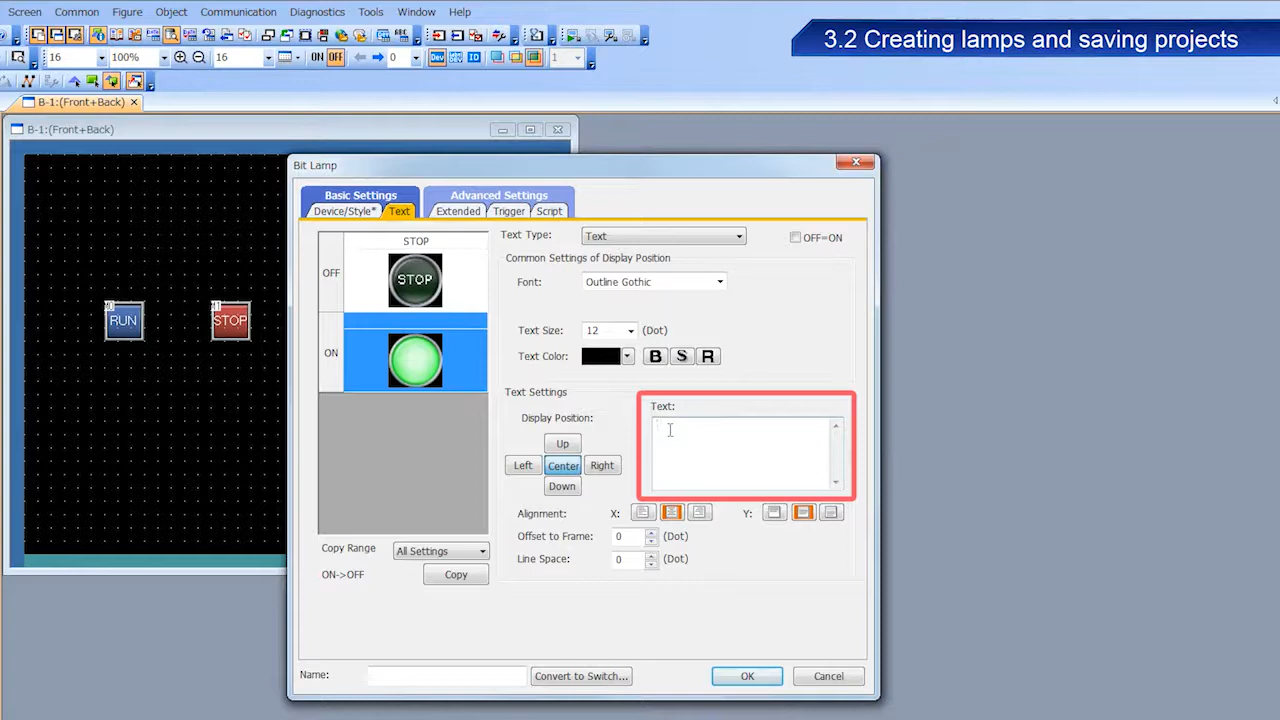 Screen Common Figure Object Communication Diagnostics Tools Window Help
3.2 Creating lamps and saving projects
16 100% 16 ON OFF 0 Dev ID 1
B-1:(Front+Back)
B-1:(Front+Back)
Bit Lamp
Basic Settings Advanced Settings
Device/Style* Text Extended Trigger Script
STOP
OFF
STOP
ON
RUN
STOP
Text Type: Text OFF=ON
Common Settings of Display Position
Font: Outline Gothic
Text Size: 12 (Dot)
Text Color: B S R
Text Settings
Display Position:
Up
Left Center Right
Down
Text:
Alignment: X: Y:
Offset to Frame: 0 (Dot)
Line Space: 0 (Dot)
Copy Range All Settings
ON->OFF Copy
Name: Convert to Switch... OK Cancel